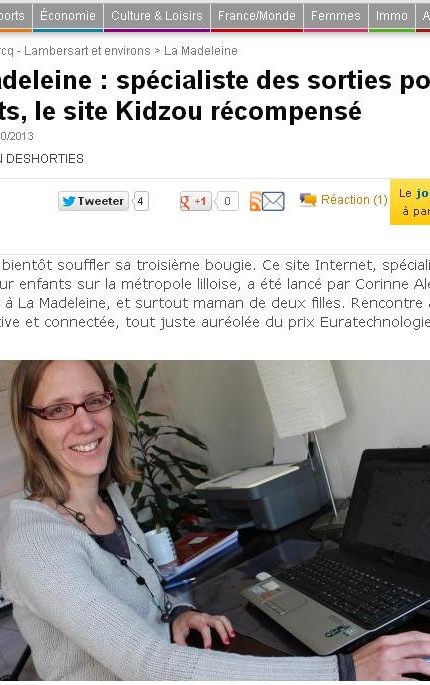 ports Économie Culture & Loisirs France/Monde Femmes Immo A
rcq - Lambersart et environs > La Madeleine
adeleine : spécialiste des sorties po
ts, le site Kidzou récompensé
0/2013
N DESHORTIES
Tweeter 4 g +1 0 Réaction (1) Le jo
à par
bientôt souffler sa troisième bougie. Ce site Internet, spéciali
ur enfants sur la métropole lilloise, a été lancé par Corinne Ale
à La Madeleine, et surtout maman de deux filles. Rencontre a
tive et connectée, tout juste auréolée du prix Euratechnologie